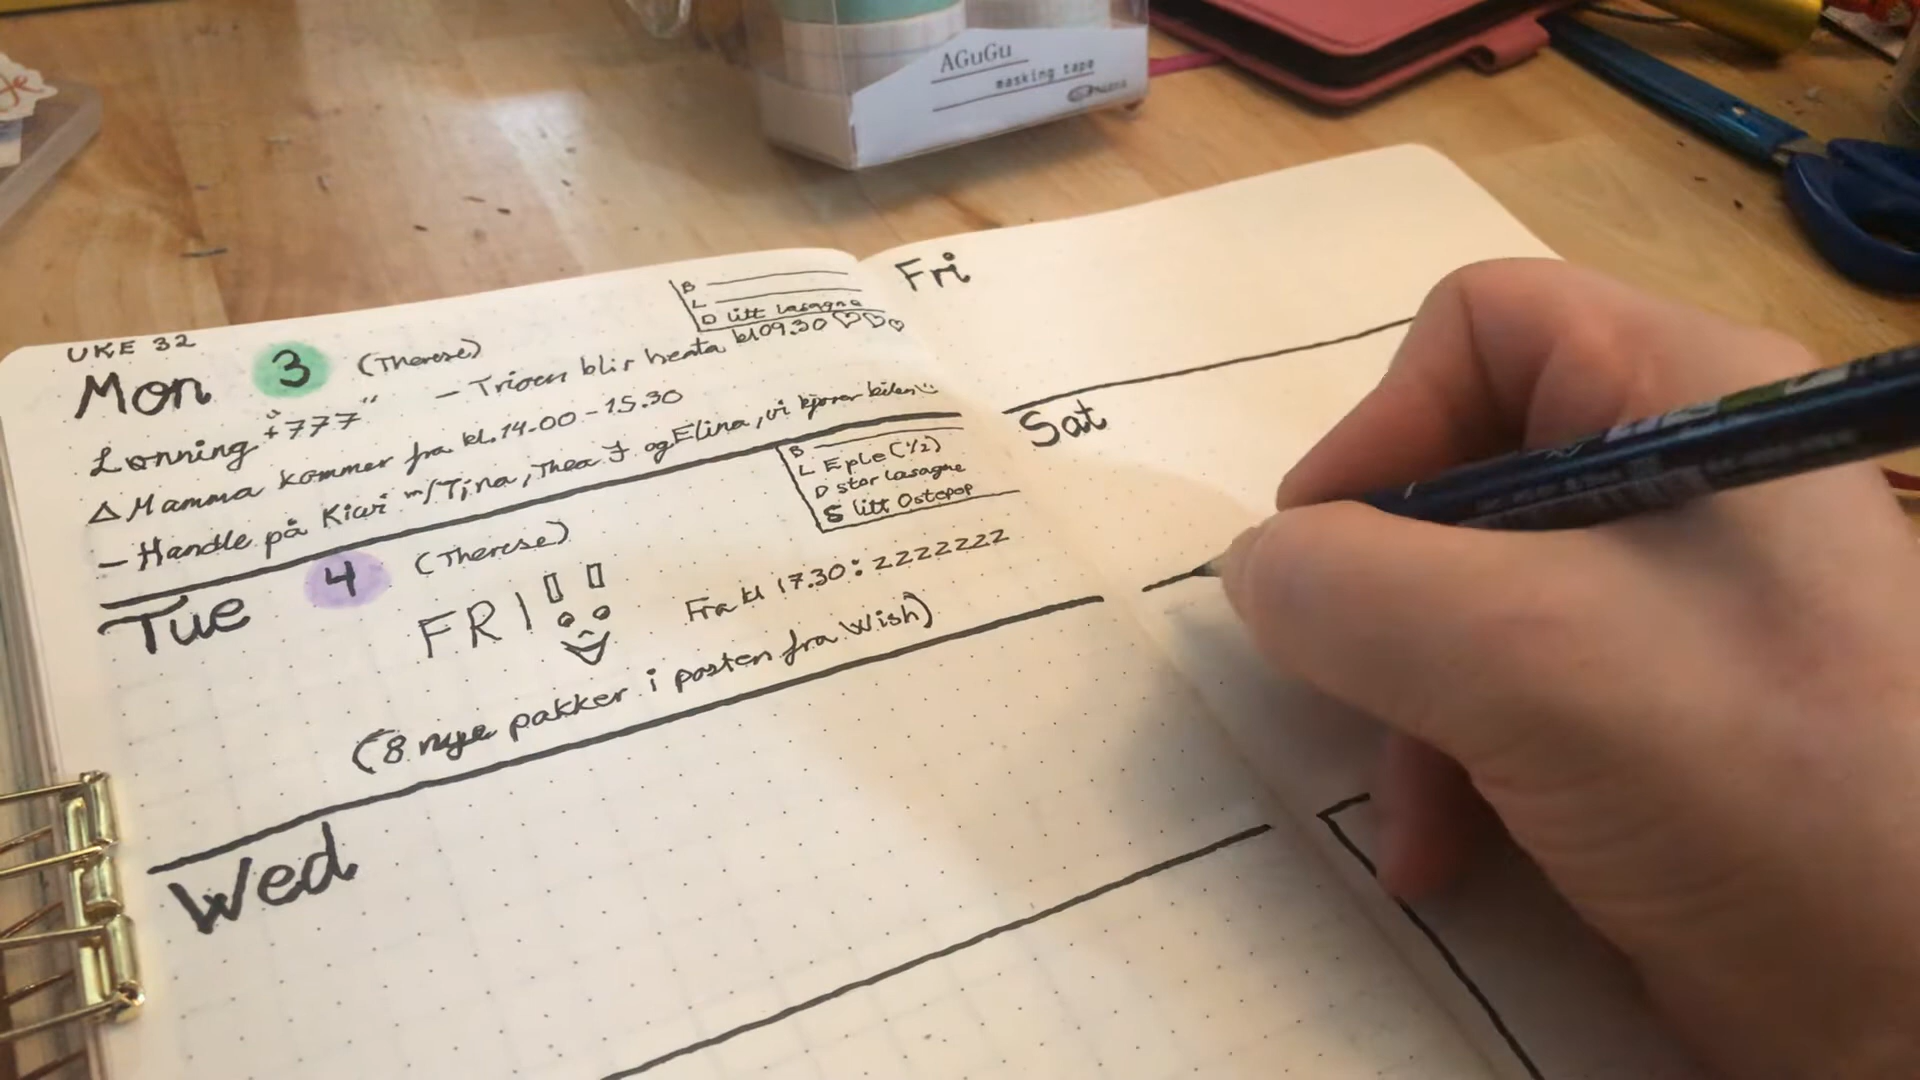 AGuGu
masking tape
UKE 32
Mon 3 (Therese)
B
L
D litt lasagne
Lønning "+777" - Trioen blir henta kl 09.30 ♡♡♡
△ Mamma kommer fra kl. 14.00-15.30
- Handle på Kiwi m/Tina, Thea J og Elina, vi kjører bilen
Tue 4 (Therese)
B
L Eple (1/2)
D stor lasagne
S litt Ostepop
FRI!!
Fra kl 17.30: zzzzzzz
(8 nye pakker i posten fra Wish)
Wed
Fri
Sat